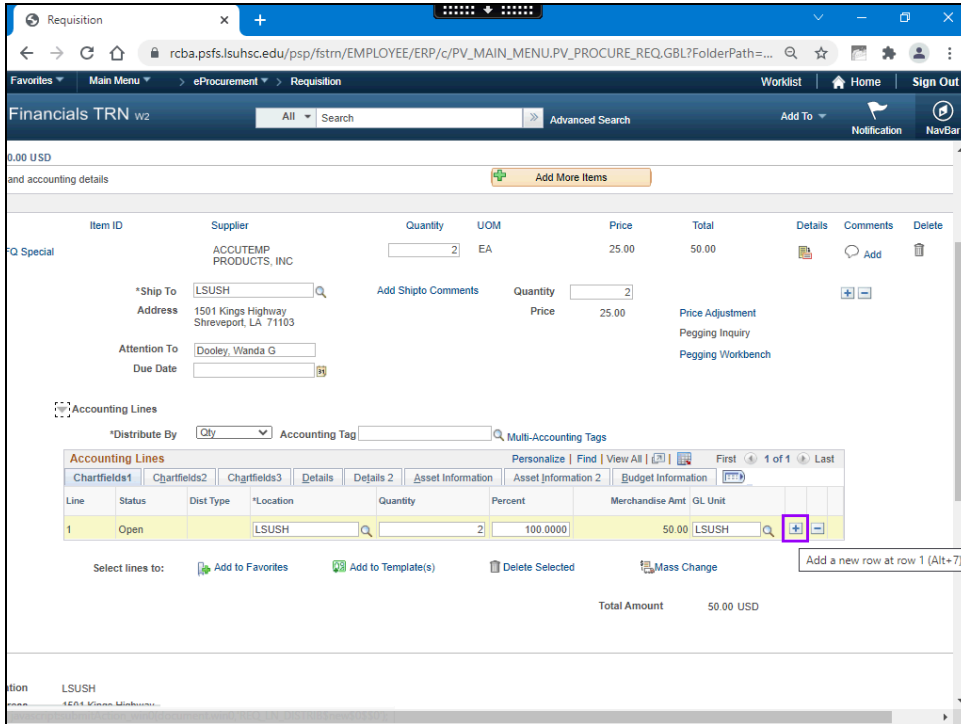 Requisition
rcba.psfs.lsuhsc.edu/psp/fstrn/EMPLOYEE/ERP/c/PV_MAIN_MENU.PV_PROCURE_REQ.GBL?FolderPath=...
Favorites Main Menu > eProcurement > Requisition Worklist Home Sign Out
Financials TRN W2 All Search Advanced Search Add To Notification NavBar
0.00 USD
and accounting details Add More Items
Item ID Supplier Quantity UOM Price Total Details Comments Delete
FQ Special ACCUTEMP PRODUCTS, INC 2 EA 25.00 50.00 Add
*Ship To LSUSH Add Shipto Comments Quantity 2
Address 1501 Kings Highway Price 25.00 Price Adjustment
Shreveport, LA 71103
Pegging Inquiry
Attention To Dooley, Wanda G Pegging Workbench
Due Date 31
Accounting Lines
*Distribute By Qty Accounting Tag Multi-Accounting Tags
Accounting Lines Personalize | Find | View All | First 1 of 1 Last
Chartfields1 Chartfields2 Chartfields3 Details Details 2 Asset Information Asset Information 2 Budget Information
Line Status Dist Type *Location Quantity Percent Merchandise Amt GL Unit
1 Open LSUSH 2 100.0000 50.00 LSUSH
Add a new row at row 1 (Alt+7)
Select lines to: Add to Favorites Add to Template(s) Delete Selected Mass Change
Total Amount 50.00 USD
LSUSH
1501 Kings Highway